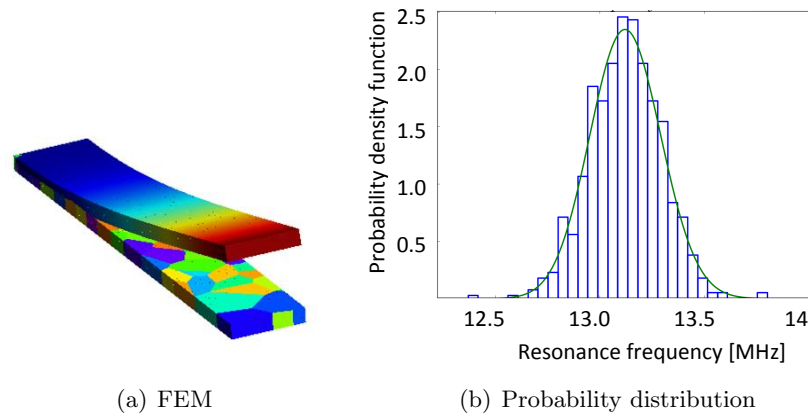 2.5
2.0
1.5
1.0
0.5
Probability density function
12.5 13.0 13.5 14
Resonance frequency [MHz]
(a) FEM
(b) Probability distribution